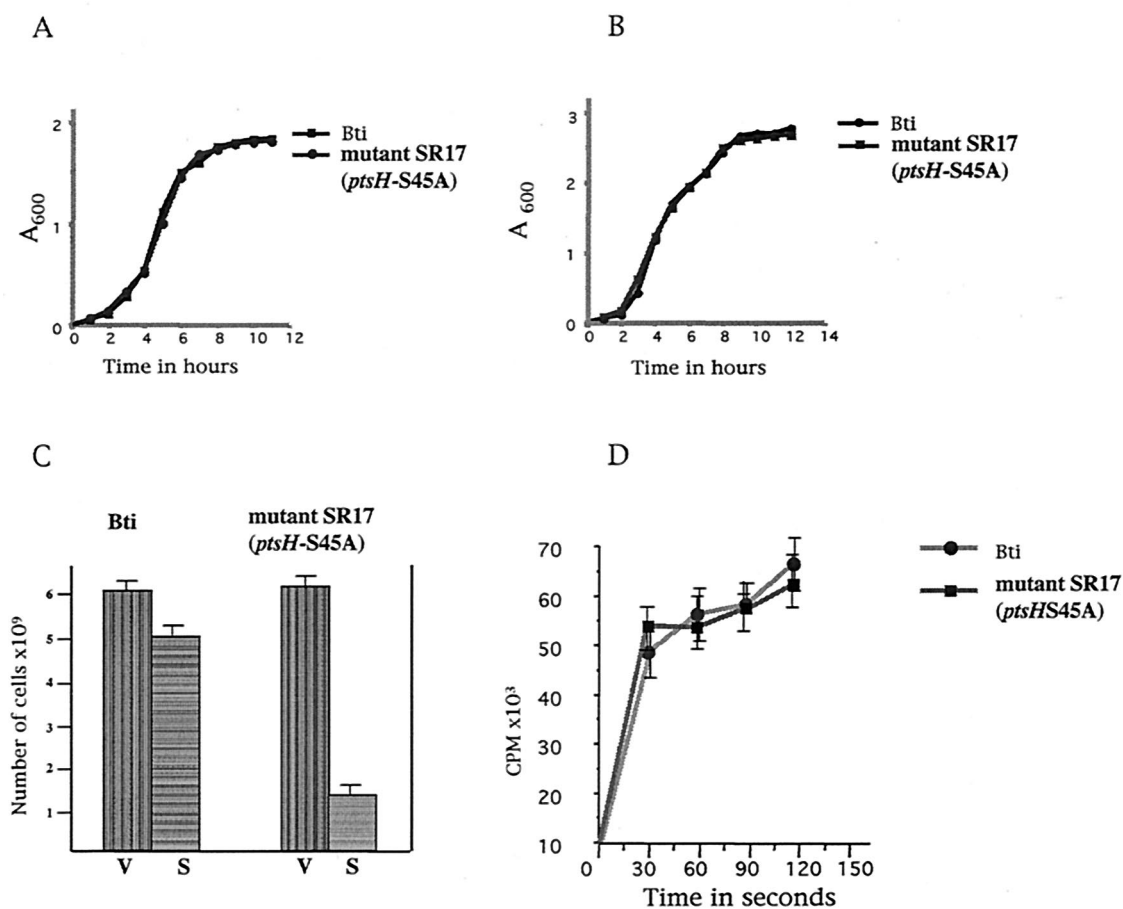 A
B
2
1
0
A600
0 2 4 6 8 10 12
Time in hours
Bti
mutant SR17
(ptsH-S45A)
3
2
1
0
A 600
0 2 4 6 8 10 12 14
Time in hours
Bti
mutant SR17
(ptsH-S45A)
C
D
Bti
mutant SR17
(ptsH-S45A)
6
5
4
3
2
1
Number of cells x10⁹
V S V S
70
60
50
40
30
20
10
CPM x10³
0 30 60 90 120 150
Time in seconds
Bti
mutant SR17
(ptsHS45A)